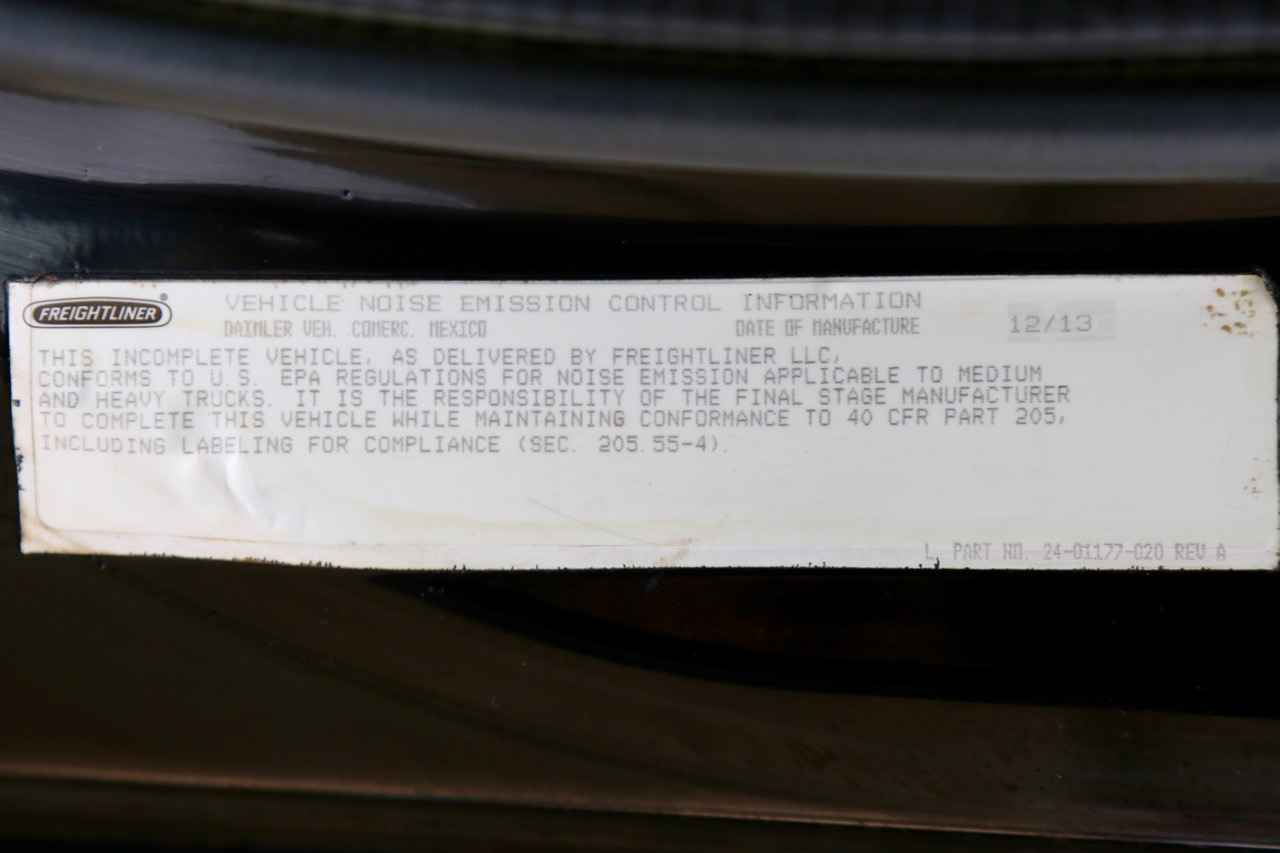 FREIGHTLINER® VEHICLE NOISE EMISSION CONTROL INFORMATION
DAIMLER VEH. COMERC. MEXICO DATE OF MANUFACTURE 12/13
THIS INCOMPLETE VEHICLE, AS DELIVERED BY FREIGHTLINER LLC,
CONFORMS TO U.S. EPA REGULATIONS FOR NOISE EMISSION APPLICABLE TO MEDIUM
AND HEAVY TRUCKS. IT IS THE RESPONSIBILITY OF THE FINAL STAGE MANUFACTURER
TO COMPLETE THIS VEHICLE WHILE MAINTAINING CONFORMANCE TO 40 CFR PART 205,
INCLUDING LABELING FOR COMPLIANCE (SEC. 205.55-4).
PART NO. 24-01177-020 REV A